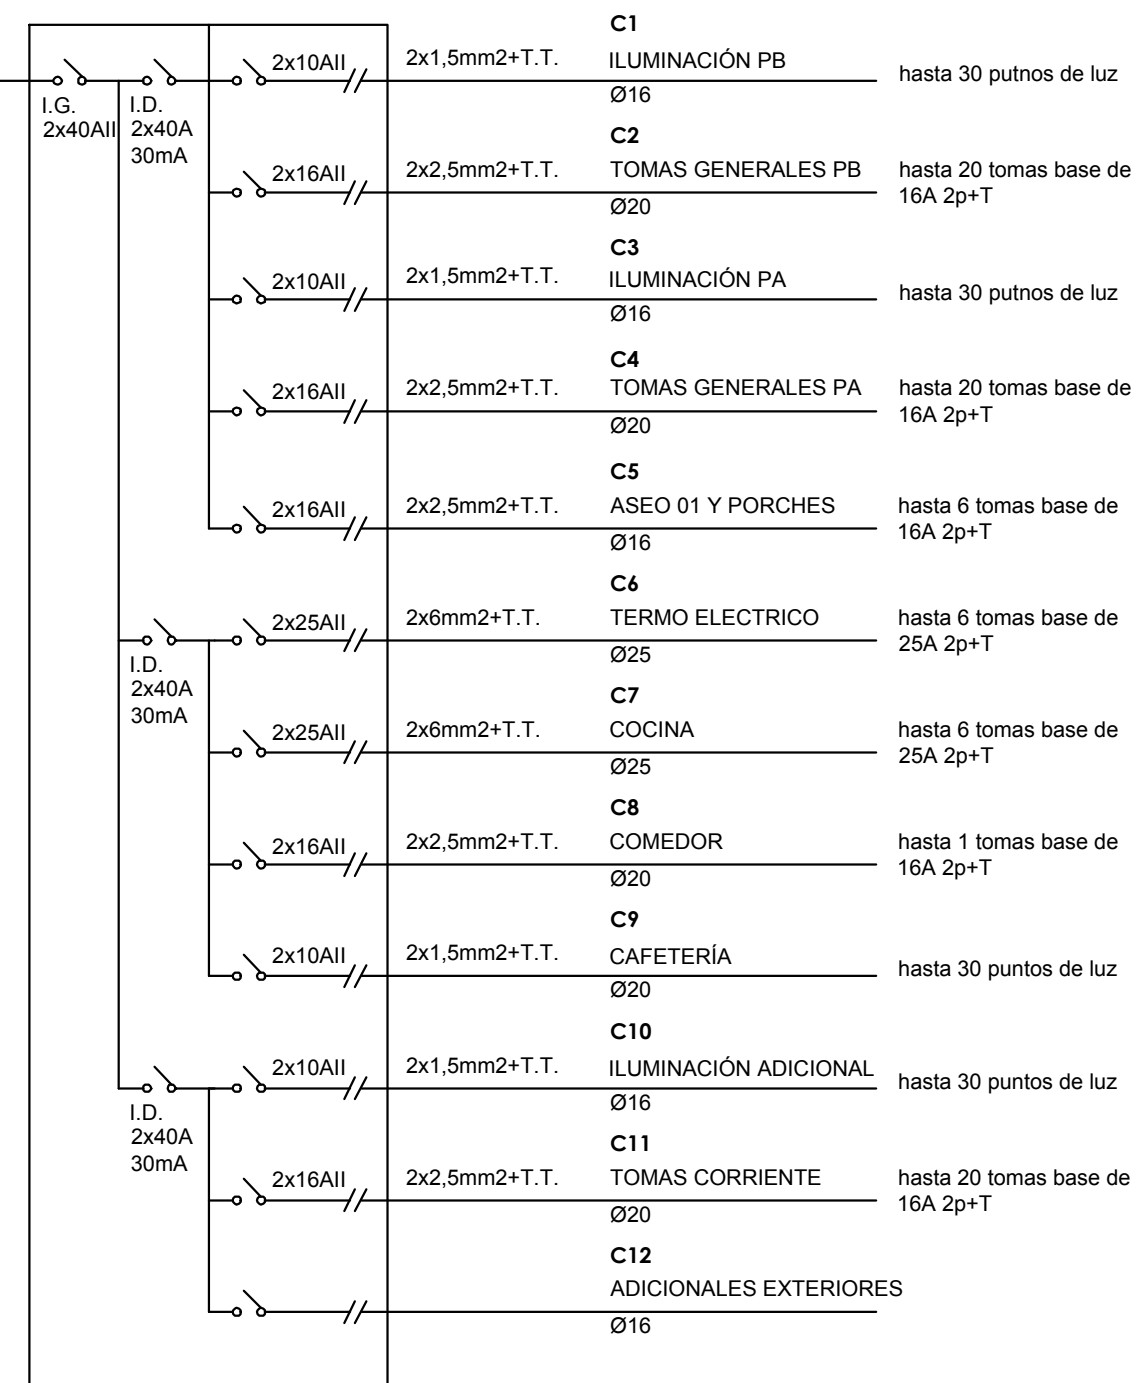 C1
2x10AII
2x1,5mm2+T.T.
ILUMINACIÓN PB
hasta 30 putnos de luz
Ø16
I.G.
2x40AII
I.D.
2x40A
30mA
C2
2x16AII
2x2,5mm2+T.T.
TOMAS GENERALES PB
hasta 20 tomas base de
16A 2p+T
Ø20
C3
2x10AII
2x1,5mm2+T.T.
ILUMINACIÓN PA
hasta 30 putnos de luz
Ø16
C4
2x16AII
2x2,5mm2+T.T.
TOMAS GENERALES PA
hasta 20 tomas base de
16A 2p+T
Ø20
C5
2x16AII
2x2,5mm2+T.T.
ASEO 01 Y PORCHES
hasta 6 tomas base de
16A 2p+T
Ø16
C6
2x25AII
2x6mm2+T.T.
TERMO ELECTRICO
hasta 6 tomas base de
25A 2p+T
Ø25
I.D.
2x40A
30mA
C7
2x25AII
2x6mm2+T.T.
COCINA
hasta 6 tomas base de
25A 2p+T
Ø25
C8
2x16AII
2x2,5mm2+T.T.
COMEDOR
hasta 1 tomas base de
16A 2p+T
Ø20
C9
2x10AII
2x1,5mm2+T.T.
CAFETERÍA
hasta 30 puntos de luz
Ø20
C10
2x10AII
2x1,5mm2+T.T.
ILUMINACIÓN ADICIONAL
hasta 30 puntos de luz
Ø16
I.D.
2x40A
30mA
C11
2x16AII
2x2,5mm2+T.T.
TOMAS CORRIENTE
hasta 20 tomas base de
16A 2p+T
Ø20
C12
ADICIONALES EXTERIORES
Ø16